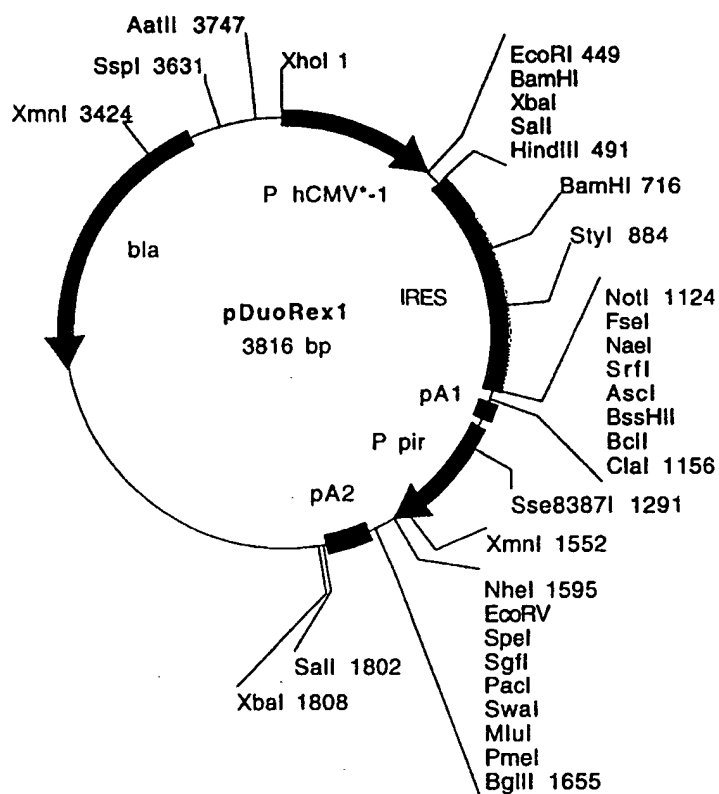 AatII 3747
XhoI 1
SspI 3631
XmnI 3424
EcoRI 449
BamHI
XbaI
SalI
HindIII 491
P hCMV*-1
BamHI 716
StyI 884
bla
IRES
pDuoRex1
3816 bp
NotI 1124
FseI
NaeI
SrfI
AscI
BssHII
BclI
ClaI 1156
pA1
P pir
pA2
Sse8387I 1291
XmnI 1552
NheI 1595
EcoRV
SpeI
SgfI
PacI
SwaI
MluI
PmeI
BglII 1655
SalI 1802
XbaI 1808